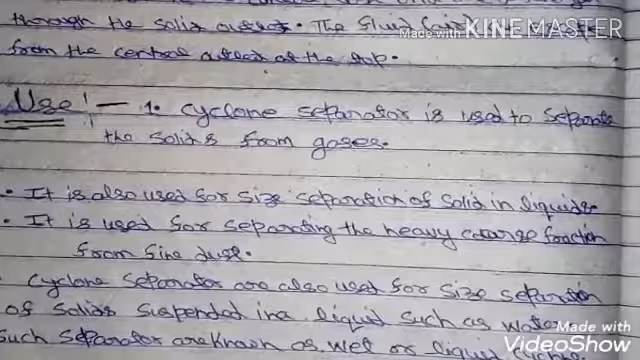 through the solid outlet. The fluid
from the central outlet at the top.
Use :- 1. Cyclone separator is used to separate
the solids from gases.
• It is also used for size separation of solid in liquids.
• It is used for separating the heavy coarse fraction
from fine dust.
Cyclone separator are also used for size separation
of solids suspended in a liquid such as water
such separator are known as wet or liquid
Made with KINEMASTER
Made with
VideoShow